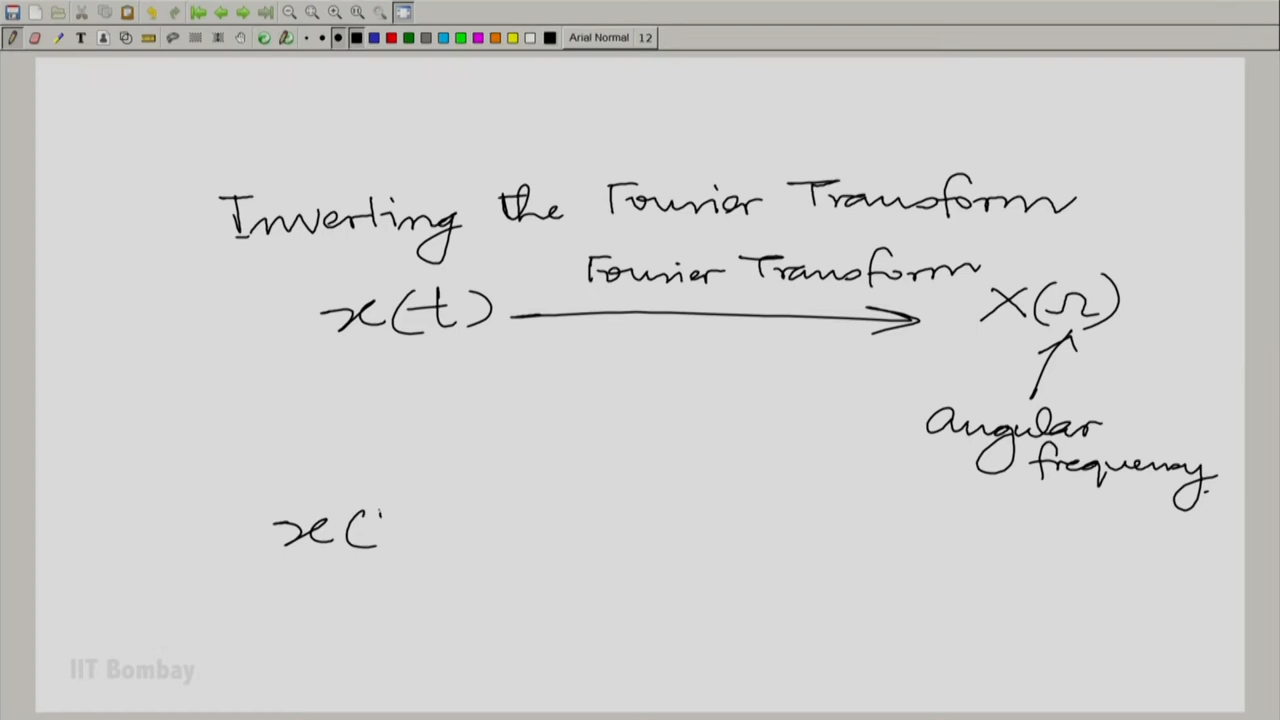 Arial Normal 12
Inverting the Fourier Transform
Fourier Transform
x(t) X(Ω)
Angular
frequency.
x(
IIT Bombay